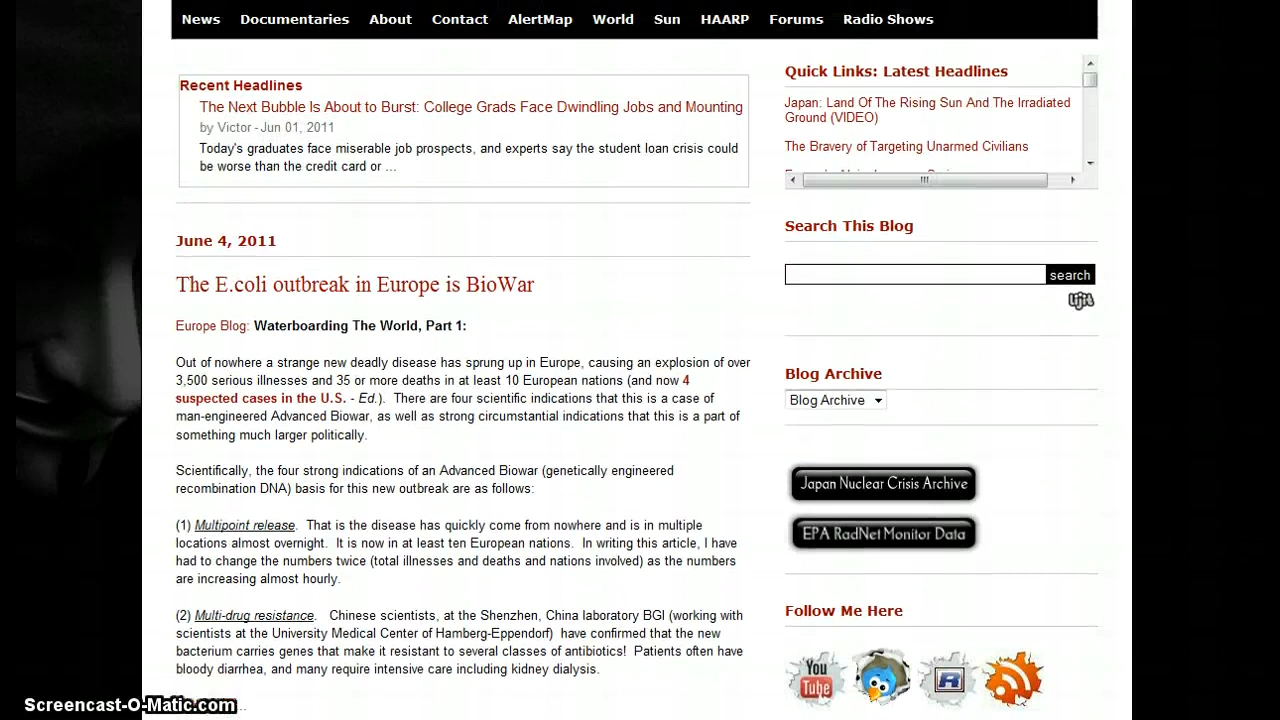 News Documentaries About Contact AlertMap World Sun HAARP Forums Radio Shows
Recent Headlines
The Next Bubble Is About to Burst: College Grads Face Dwindling Jobs and Mounting
by Victor - Jun 01, 2011
Today's graduates face miserable job prospects, and experts say the student loan crisis could
be worse than the credit card or ...
June 4, 2011
The E.coli outbreak in Europe is BioWar
Europe Blog: Waterboarding The World, Part 1:
Out of nowhere a strange new deadly disease has sprung up in Europe, causing an explosion of over
3,500 serious illnesses and 35 or more deaths in at least 10 European nations (and now 4
suspected cases in the U.S. - Ed.). There are four scientific indications that this is a case of
man-engineered Advanced Biowar, as well as strong circumstantial indications that this is a part of
something much larger politically.
Scientifically, the four strong indications of an Advanced Biowar (genetically engineered
recombination DNA) basis for this new outbreak are as follows:
(1) Multipoint release. That is the disease has quickly come from nowhere and is in multiple
locations almost overnight. It is now in at least ten European nations. In writing this article, I have
had to change the numbers twice (total illnesses and deaths and nations involved) as the numbers
are increasing almost hourly.
(2) Multi-drug resistance. Chinese scientists, at the Shenzhen, China laboratory BGI (working with
scientists at the University Medical Center of Hamberg-Eppendorf) have confirmed that the new
bacterium carries genes that make it resistant to several classes of antibiotics! Patients often have
bloody diarrhea, and many require intensive care including kidney dialysis.
Quick Links: Latest Headlines
Japan: Land Of The Rising Sun And The Irradiated
Ground (VIDEO)
The Bravery of Targeting Unarmed Civilians
Search This Blog
search
Blog Archive
Blog Archive
Japan Nuclear Crisis Archive
EPA RadNet Monitor Data
Follow Me Here
You
Tube
R
Screencast-O-Matic.com